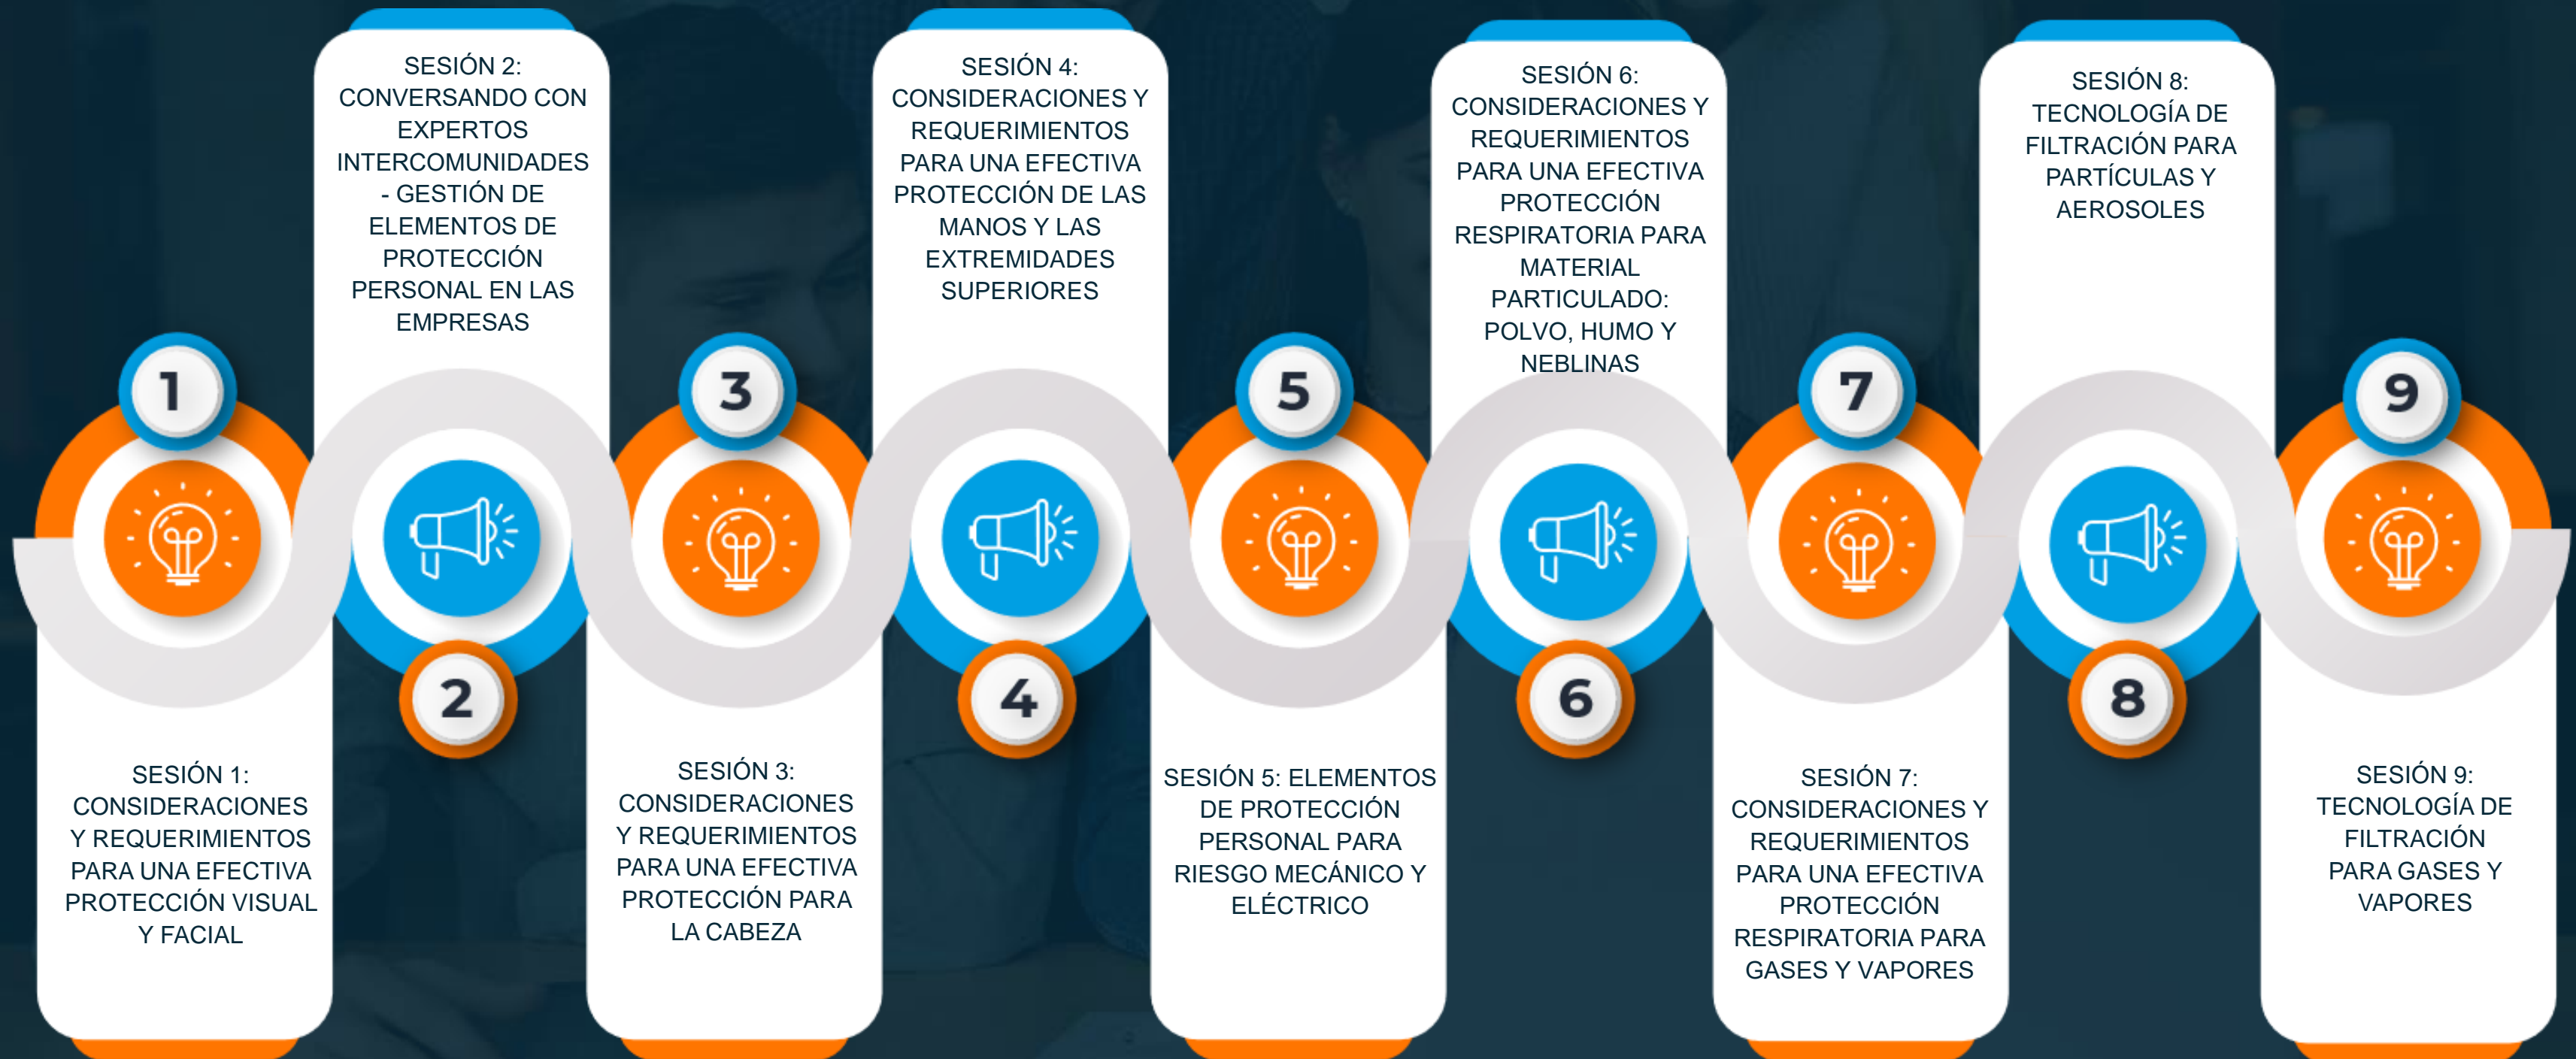 SESIÓN 2:
CONVERSANDO CON
EXPERTOS
INTERCOMUNIDADES
- GESTIÓN DE
ELEMENTOS DE
PROTECCIÓN
PERSONAL EN LAS
EMPRESAS
SESIÓN 4:
CONSIDERACIONES Y
REQUERIMIENTOS
PARA UNA EFECTIVA
PROTECCIÓN DE LAS
MANOS Y LAS
EXTREMIDADES
SUPERIORES
SESIÓN 6:
CONSIDERACIONES Y
REQUERIMIENTOS
PARA UNA EFECTIVA
PROTECCIÓN
RESPIRATORIA PARA
MATERIAL
PARTICULADO:
POLVO, HUMO Y
NEBLINAS
SESIÓN 8:
TECNOLOGÍA DE
FILTRACIÓN PARA
PARTÍCULAS Y
AEROSOLES
1
3
5
7
9
2
4
6
8
SESIÓN 1:
CONSIDERACIONES
Y REQUERIMIENTOS
PARA UNA EFECTIVA
PROTECCIÓN VISUAL
Y FACIAL
SESIÓN 3:
CONSIDERACIONES
Y REQUERIMIENTOS
PARA UNA EFECTIVA
PROTECCIÓN PARA
LA CABEZA
SESIÓN 5: ELEMENTOS
DE PROTECCIÓN
PERSONAL PARA
RIESGO MECÁNICO Y
ELÉCTRICO
SESIÓN 7:
CONSIDERACIONES Y
REQUERIMIENTOS
PARA UNA EFECTIVA
PROTECCIÓN
RESPIRATORIA PARA
GASES Y VAPORES
SESIÓN 9:
TECNOLOGÍA DE
FILTRACIÓN
PARA GASES Y
VAPORES